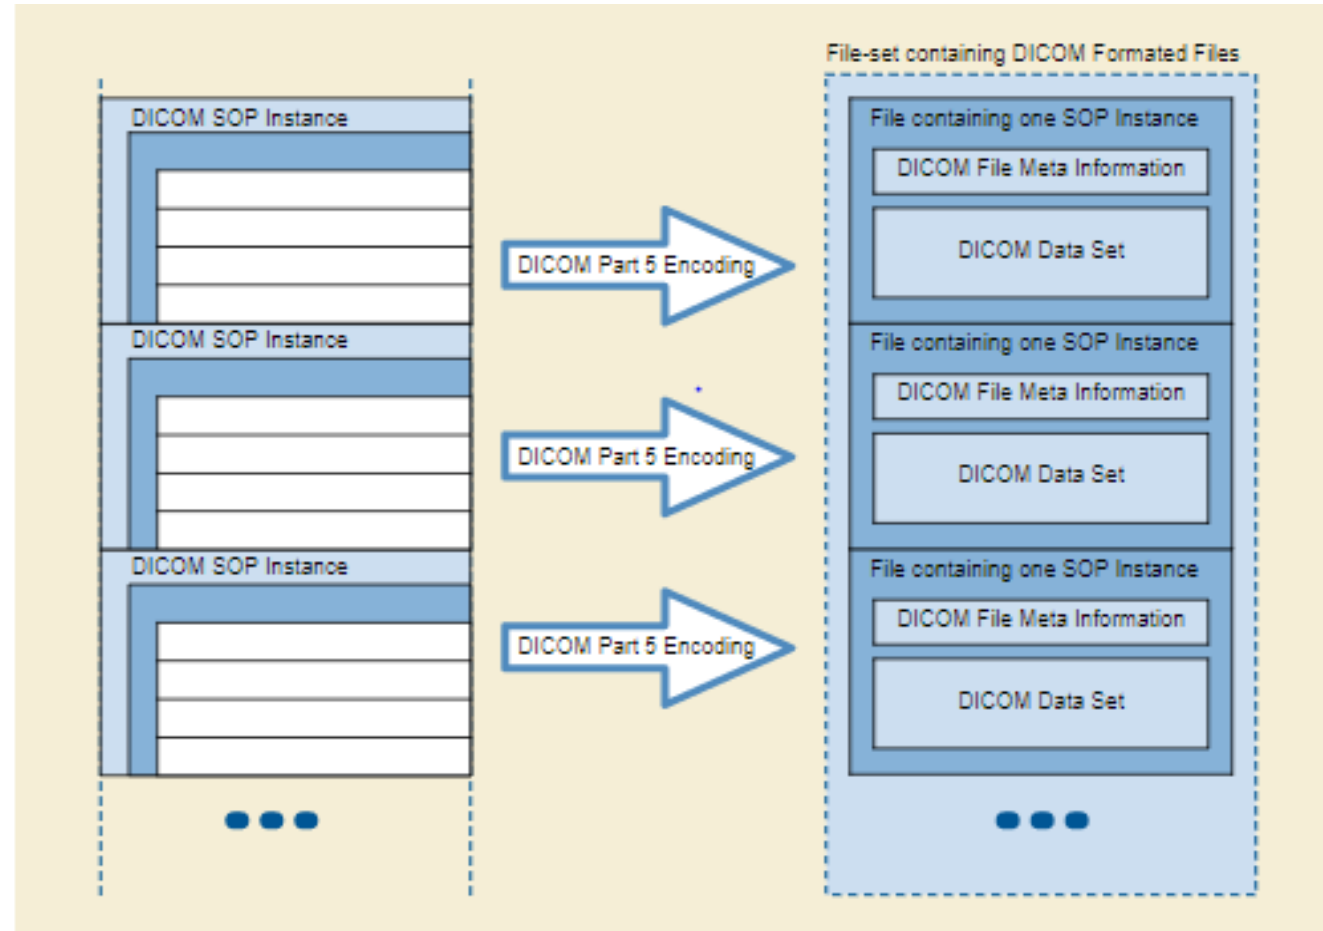 File-set containing DICOM Formated Files
DICOM SOP Instance
File containing one SOP Instance
DICOM File Meta Information
DICOM Part 5 Encoding
DICOM Data Set
DICOM SOP Instance
File containing one SOP Instance
DICOM File Meta Information
DICOM Part 5 Encoding
DICOM Data Set
DICOM SOP Instance
File containing one SOP Instance
DICOM File Meta Information
DICOM Part 5 Encoding
DICOM Data Set